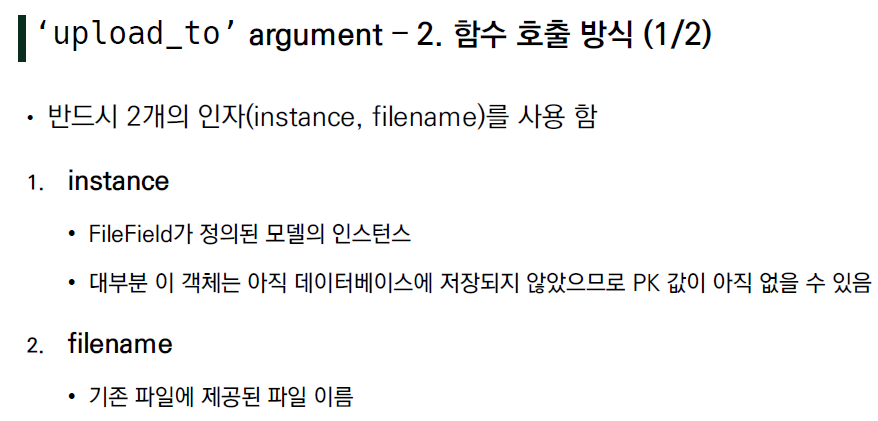 ‘upload_to’ argument – 2. 함수 호출 방식 (1/2)
• 반드시 2개의 인자(instance, filename)를 사용 함
1. instance
• FileField가 정의된 모델의 인스턴스
• 대부분 이 객체는 아직 데이터베이스에 저장되지 않았으므로 PK 값이 아직 없을 수 있음
2. filename
• 기존 파일에 제공된 파일 이름